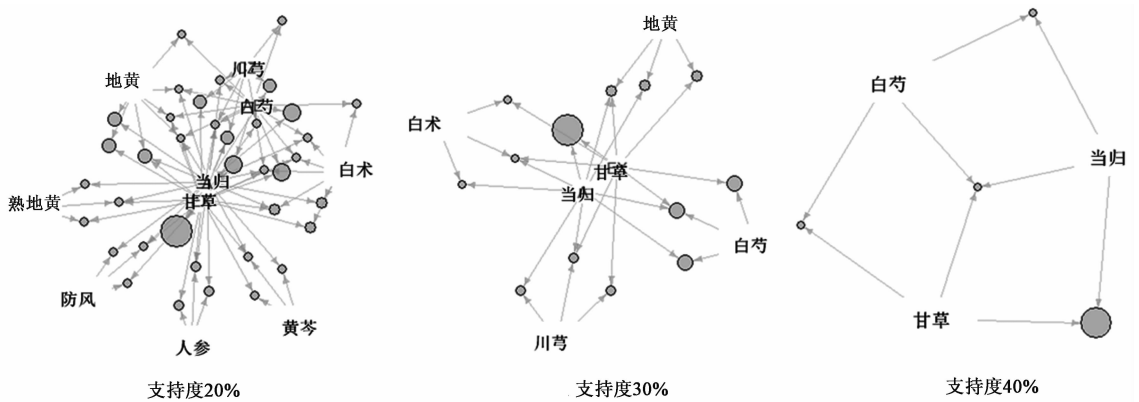 地黄
川芎
白芍
白术
当归
甘草
熟地黄
防风
人参
黄芩
支持度20%
地黄
白术
甘草
当归
白芍
川芎
支持度30%
白芍
当归
甘草
支持度40%